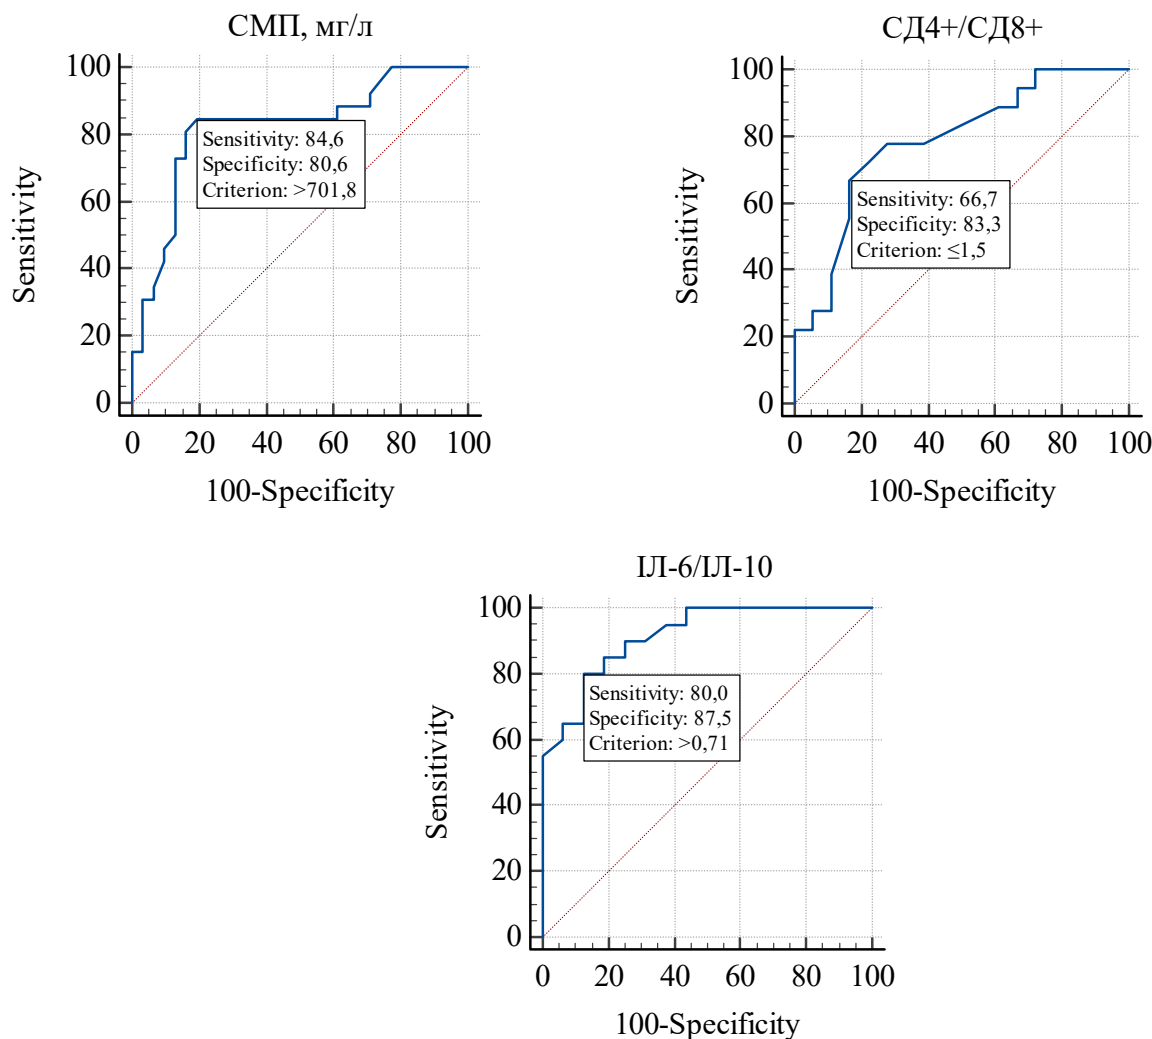 СМП, мг/л
100
80
60
40
20
0
Sensitivity
Sensitivity: 84,6
Specificity: 80,6
Criterion: >701,8
0 20 40 60 80 100
100-Specificity
СД4+/СД8+
100
80
60
40
20
0
Sensitivity
Sensitivity: 66,7
Specificity: 83,3
Criterion: ≤1,5
0 20 40 60 80 100
100-Specificity
ІЛ-6/ІЛ-10
100
80
60
40
20
0
Sensitivity
Sensitivity: 80,0
Specificity: 87,5
Criterion: >0,71
0 20 40 60 80 100
100-Specificity